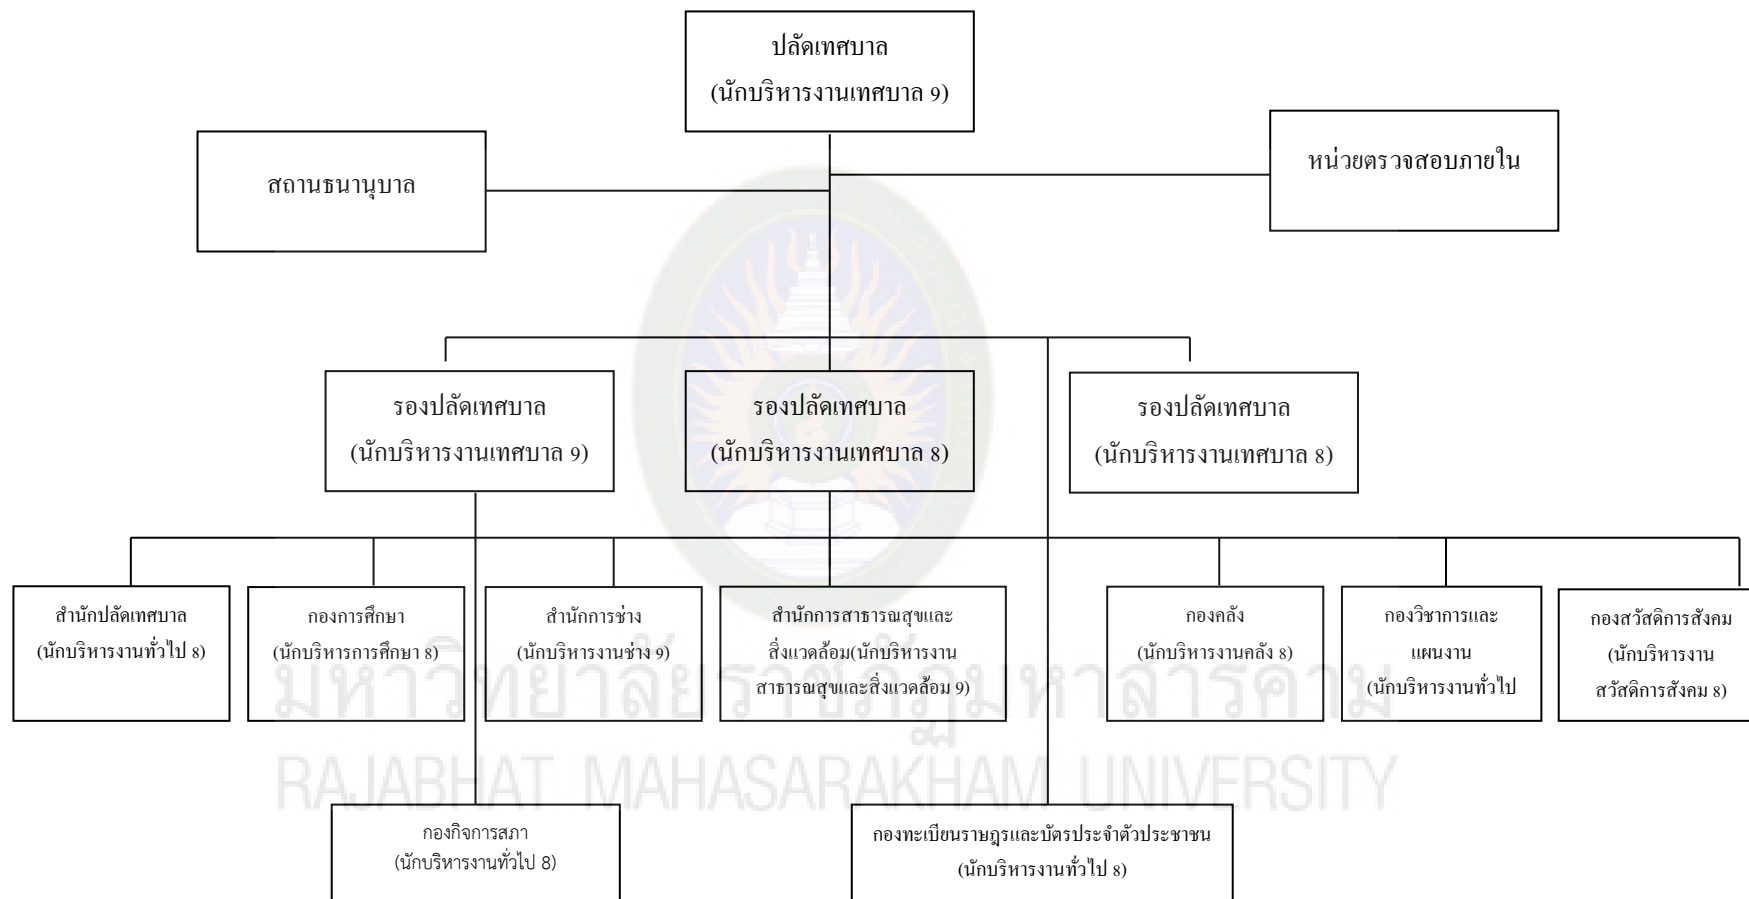 ปลัดเทศบาล
(นักบริหารงานเทศบาล 9)
สถานธนานุบาล
หน่วยตรวจสอบภายใน
รองปลัดเทศบาล
(นักบริหารงานเทศบาล 9)
รองปลัดเทศบาล
(นักบริหารงานเทศบาล 8)
รองปลัดเทศบาล
(นักบริหารงานเทศบาล 8)
สำนักปลัดเทศบาล
(นักบริหารงานทั่วไป 8)
กองการศึกษา
(นักบริหารการศึกษา 8)
สำนักการช่าง
(นักบริหารงานช่าง 9)
สำนักการสาธารณสุขและ
สิ่งแวดล้อม(นักบริหารงาน
สาธารณสุขและสิ่งแวดล้อม 9)
กองคลัง
(นักบริหารงานคลัง 8)
กองวิชาการและ
แผนงาน
(นักบริหารงานทั่วไป
กองสวัสดิการสังคม
(นักบริหารงาน
สวัสดิการสังคม 8)
มหาวิทยาลัยราชภัฏมหาสารคาม
RAJABHAT MAHASARAKHAM UNIVERSITY
กองกิจการสภา
(นักบริหารงานทั่วไป 8)
กองทะเบียนราษฎรและบัตรประจำตัวประชาชน
(นักบริหารงานทั่วไป 8)